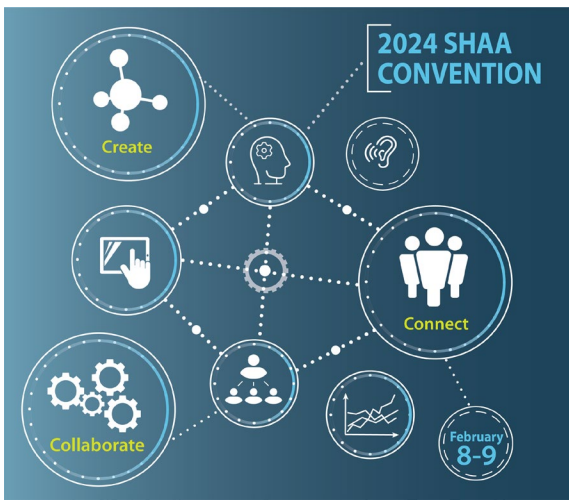 2024 SHAA
CONVENTION
Create
Connect
Collaborate
February
8-9